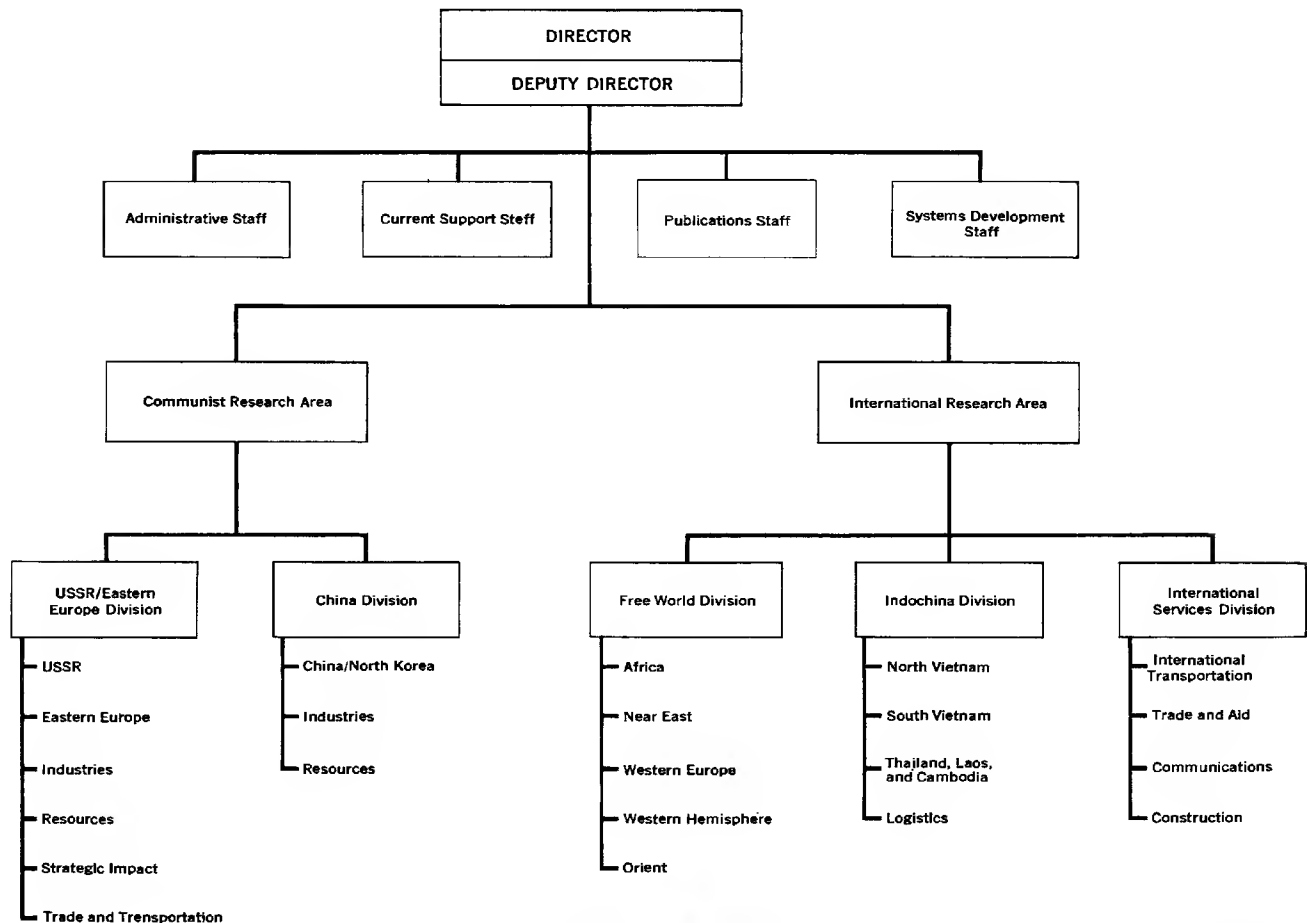 DIRECTOR
DEPUTY DIRECTOR
Administrative Staff
Current Support Steff
Publications Staff
Systems Development
Staff
Communist Research Area
International Research Area
USSR/Eastern
Europe Division
China Division
Free World Division
Indochina Division
International
Services Division
USSR
Eastern Europe
Industries
Resources
Strategic Impact
Trade and Trensportation
China/North Korea
Industries
Resources
Africa
Near East
Western Europe
Western Hemisphere
Orient
North Vietnam
South Vietnam
Thailand, Laos,
and Cambodia
Logistics
International
Transportation
Trade and Aid
Communications
Construction